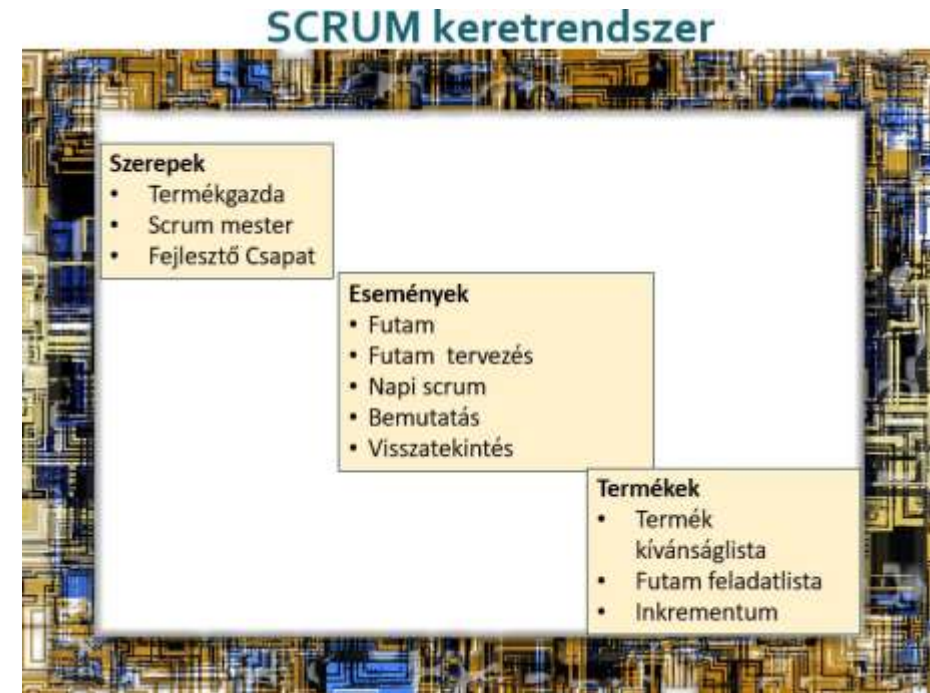 SCRUM keretrendszer
Szerepek
• Termékgazda
• Scrum mester
• Fejlesztő Csapat
Események
• Futam
• Futam tervezés
• Napi scrum
• Bemutatás
• Visszatekintés
Termékek
• Termék
kívánságlista
• Futam feladatlista
• Inkrementum